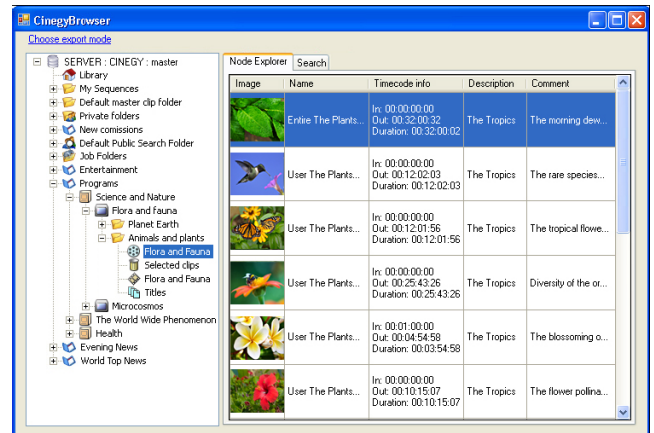 CinegyBrowser
Choose export mode
SERVER : CINEGY : master
Library
My Sequences
Default master clip folder
Private folders
New comissions
Default Public Search Folder
Job Folders
Entertainment
Programs
Science and Nature
Flora and fauna
Planet Earth
Animals and plants
Flora and Fauna
Selected clips
Flora and Fauna
Titles
Microcosmos
The World Wide Phenomenon
Health
Evening News
World Top News
Node Explorer Search
Image Name Timecode info Description Comment
In: 00:00:00:00
Entire The Plants... Out: 00:32:00:32 The Tropics The morning dew...
Duration: 00:32:00:02
In: 00:00:00:00
User The Plants... Out: 00:12:02:03 The Tropics The rare species...
Duration: 00:12:02:03
In: 00:00:00:00
User The Plants... Out: 00:12:01:56 The Tropics The tropical flowe...
Duration: 00:12:01:56
In: 00:00:00:00
User The Plants... Out: 00:25:43:26 The Tropics Diversity of the or...
Duration: 00:25:43:26
In: 00:01:00:00
User The Plants... Out: 00:04:54:58 The Tropics The blossoming o...
Duration: 00:03:54:58
In: 00:00:00:00
User The Plants... Out: 00:10:15:07 The Tropics The flower pollina...
Duration: 00:10:15:07